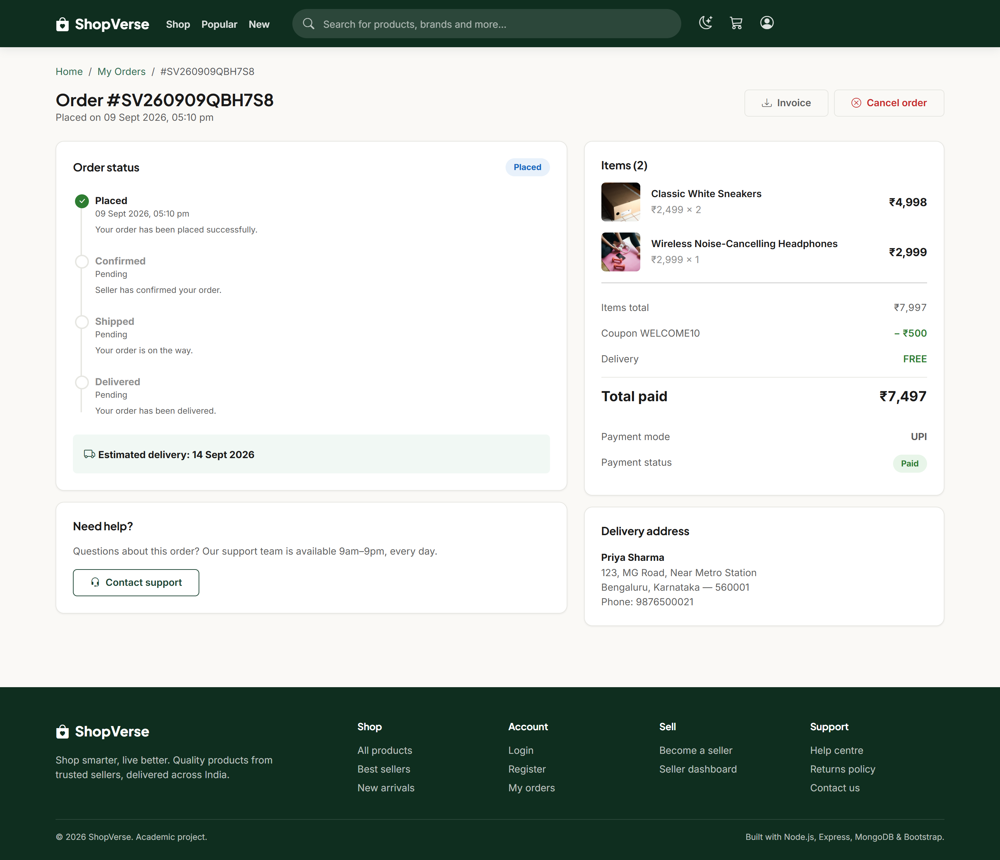 ShopVerse
Shop
Popular
New
Search for products, brands and more...
Home / My Orders / #SV260909QBH7S8
Order #SV260909QBH7S8
Placed on 09 Sept 2026, 05:10 pm
Invoice
Cancel order
Order status
Placed
Placed
09 Sept 2026, 05:10 pm
Your order has been placed successfully.
Confirmed
Pending
Seller has confirmed your order.
Shipped
Pending
Your order is on the way.
Delivered
Pending
Your order has been delivered.
Estimated delivery: 14 Sept 2026
Need help?
Questions about this order? Our support team is available 9am–9pm, every day.
Contact support
Items (2)
Classic White Sneakers
₹2,499 × 2
₹4,998
Wireless Noise-Cancelling Headphones
₹2,999 × 1
₹2,999
Items total ₹7,997
Coupon WELCOME10 – ₹500
Delivery FREE
Total paid ₹7,497
Payment mode UPI
Payment status Paid
Delivery address
Priya Sharma
123, MG Road, Near Metro Station
Bengaluru, Karnataka — 560001
Phone: 9876500021
ShopVerse
Shop smarter, live better. Quality products from
trusted sellers, delivered across India.
Shop
All products
Best sellers
New arrivals
Account
Login
Register
My orders
Sell
Become a seller
Seller dashboard
Support
Help centre
Returns policy
Contact us
© 2026 ShopVerse. Academic project.
Built with Node.js, Express, MongoDB & Bootstrap.